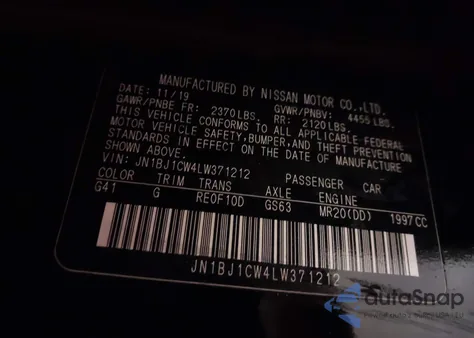 MANUFACTURED BY NISSAN MOTOR CO.,LTD.
DATE: 11/19 GVWR/PNBV: 4455 LBS.
GAWR/PNBE FR: 2370LBS. RR: 2120LBS.
THIS VEHICLE CONFORMS TO ALL APPLICABLE FEDERAL
MOTOR VEHICLE SAFETY, BUMPER, AND THEFT PREVENTION
STANDARDS IN EFFECT ON THE DATE OF MANUFACTURE
SHOWN ABOVE.
VIN: JN1BJ1CW4LW371212 PASSENGER CAR
COLOR TRIM TRANS AXLE ENGINE
G41 G RE0F10D GS63 MR20(DD) 1997CC
JN1BJ1CW4LW371212
autoSnap